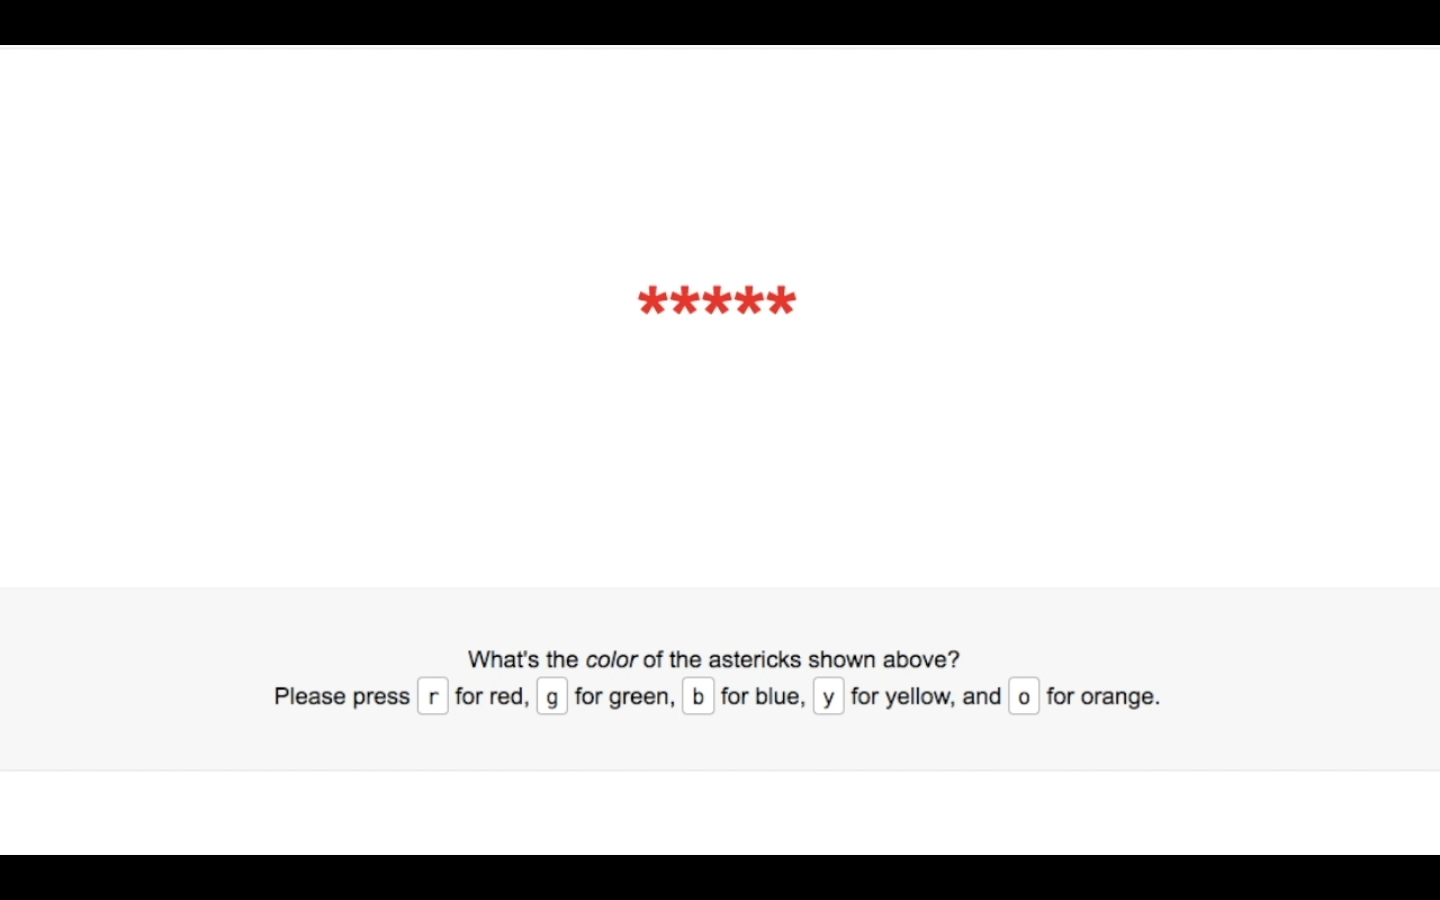 *****
What's the color of the astericks shown above?
Please press r for red, g for green, b for blue, y for yellow, and o for orange.